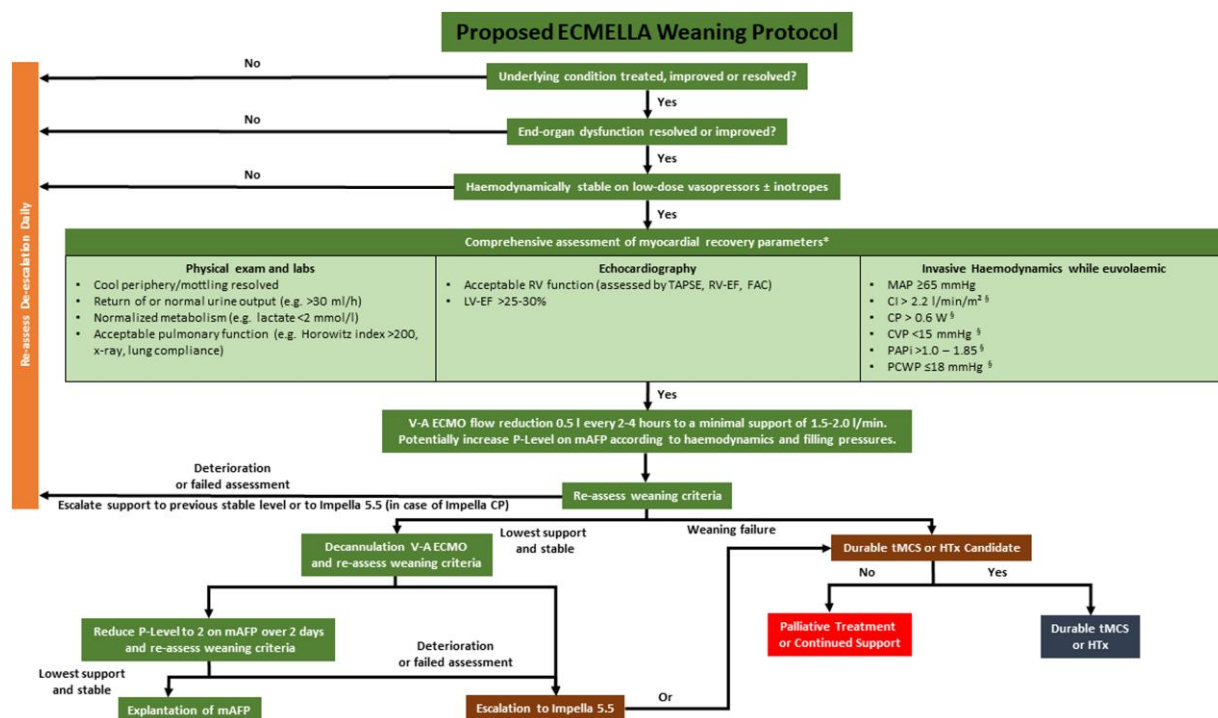 Proposed ECMELLA Weaning Protocol
No
Underlying condition treated, improved or resolved?
Yes
No
End-organ dysfunction resolved or improved?
Yes
No
Haemodynamically stable on low-dose vasopressors ± inotropes
Yes
Re-assess De-escalation Daily
Comprehensive assessment of myocardial recovery parameters*
Physical exam and labs
• Cool periphery/mottling resolved
• Return of or normal urine output (e.g. >30 ml/h)
• Normalized metabolism (e.g. lactate <2 mmol/l)
• Acceptable pulmonary function (e.g. Horowitz index >200,
x-ray, lung compliance)
Echocardiography
• Acceptable RV function (assessed by TAPSE, RV-EF, FAC)
• LV-EF >25-30%
Invasive Haemodynamics while euvolaemic
• MAP ≥65 mmHg
• CI > 2.2 l/min/m² §
• CP > 0.6 W §
• CVP <15 mmHg §
• PAPi >1.0 – 1.85 §
• PCWP ≤18 mmHg §
Yes
V-A ECMO flow reduction 0.5 l every 2-4 hours to a minimal support of 1.5-2.0 l/min.
Potentially increase P-Level on mAFP according to haemodynamics and filling pressures.
Deterioration
or failed assessment
Re-assess weaning criteria
Escalate support to previous stable level or to Impella 5.5 (in case of Impella CP)
Lowest support
and stable
Weaning failure
Decannulation V-A ECMO
and re-assess weaning criteria
Durable tMCS or HTx Candidate
No
Yes
Reduce P-Level to 2 on mAFP over 2 days
and re-assess weaning criteria
Palliative Treatment
or Continued Support
Durable tMCS
or HTx
Deterioration
or failed assessment
Lowest support
and stable
Or
Explantation of mAFP
Escalation to Impella 5.5